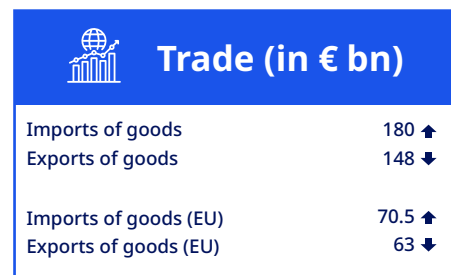 Trade (in € bn)
Imports of goods 180
Exports of goods 148
Imports of goods (EU) 70.5
Exports of goods (EU) 63